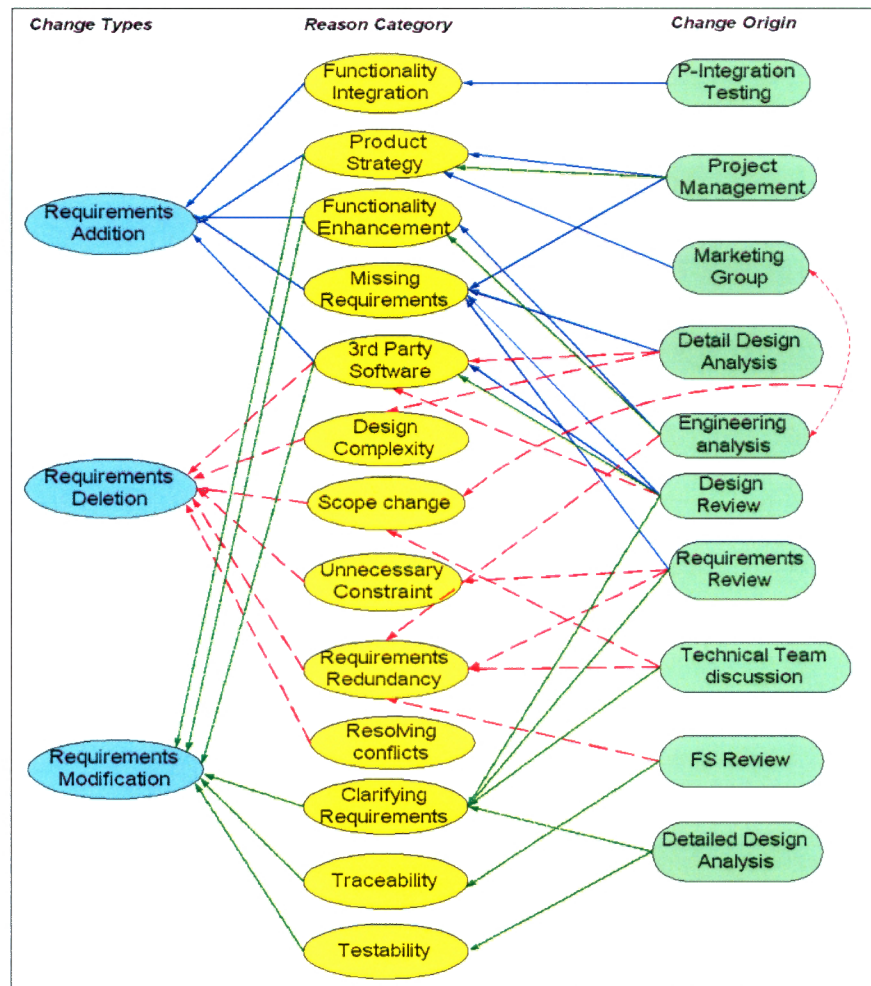 Change Types
Reason Category
Change Origin
Functionality
Integration
P-Integration
Testing
Product
Strategy
Project
Management
Requirements
Addition
Functionality
Enhancement
Marketing
Group
Missing
Requirements
3rd Party
Software
Detail Design
Analysis
Design
Complexity
Engineering
analysis
Requirements
Deletion
Scope change
Design
Review
Unnecessary
Constraint
Requirements
Review
Requirements
Redundancy
Technical Team
discussion
Resolving
conflicts
Requirements
Modification
FS Review
Clarifying
Requirements
Detailed Design
Analysis
Traceability
Testability